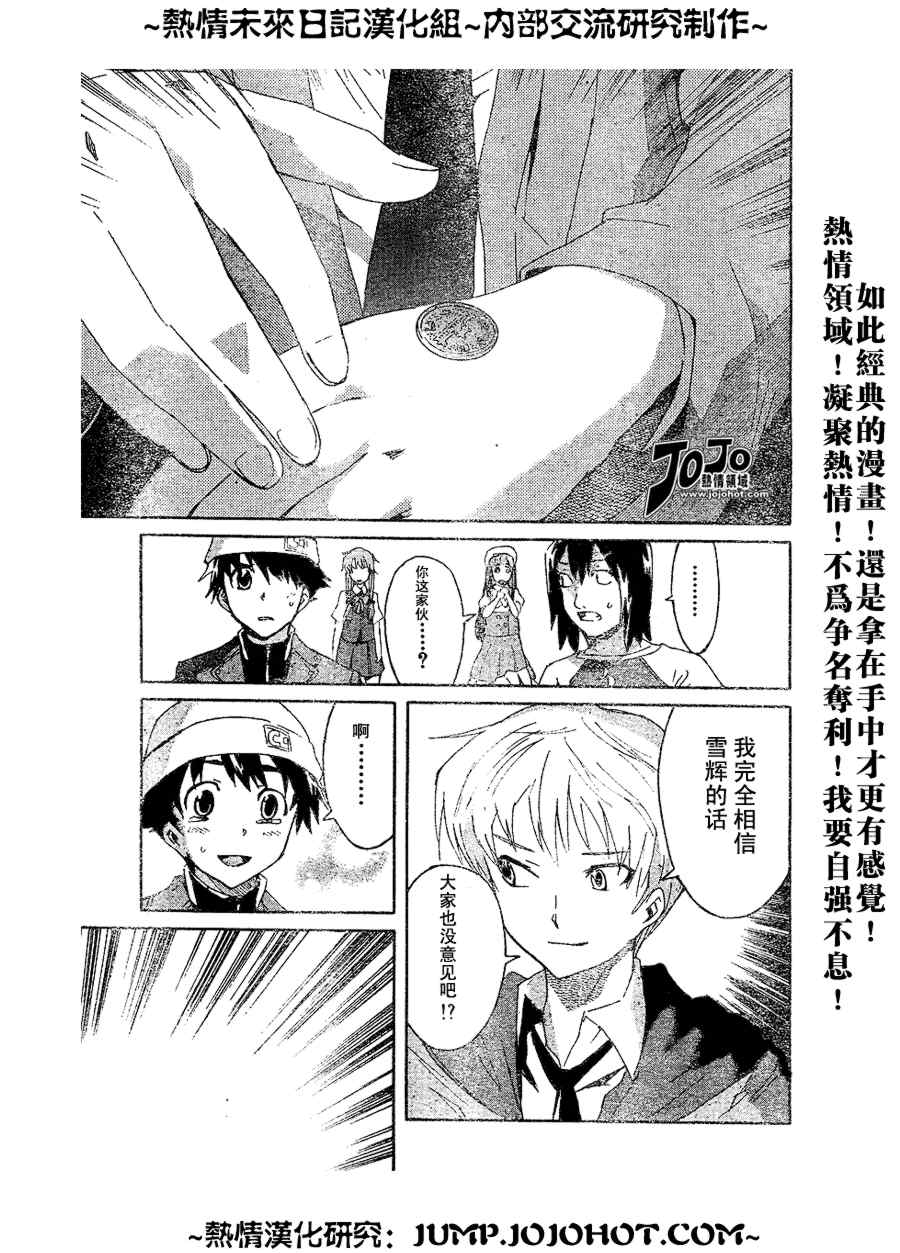 ~熱情未來日記漢化組~内部交流研究制作~
如此經典的漫畫！還是拿在手中才更有感覺！
熱情領域！凝聚熱情！不爲争名奪利！我要自强不息！
JOJO
熱情領域
www.jojohot.com
…………
你这家伙
……？
我完全相信
雪辉的话
大家也没意见吧!?
啊
…………
~熱情漢化研究：JUMP.JOJOHOT.COM~